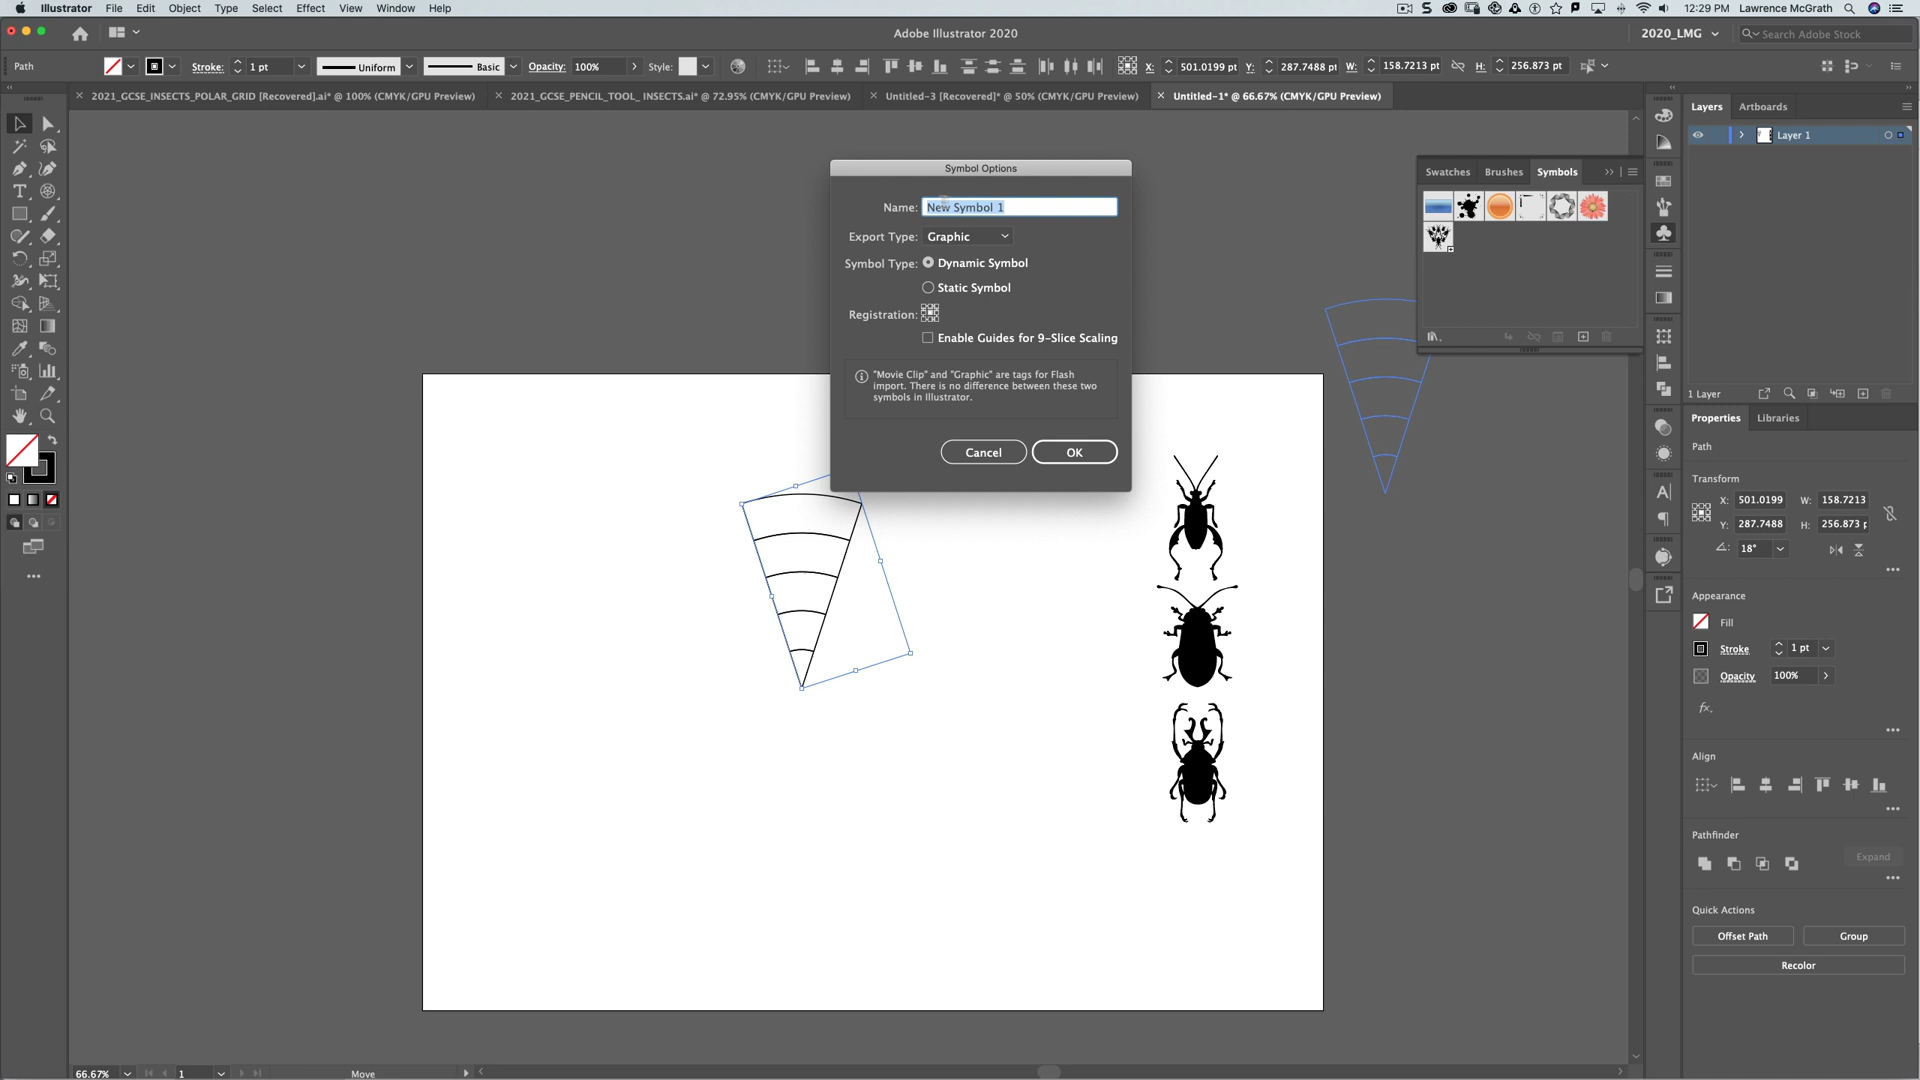 Illustrator File Edit Object Type Select Effect View Window Help 12:29 PM Lawrence McGrath
Adobe Illustrator 2020 2020_LMG Search Adobe Stock
Path Stroke: 1 pt Uniform Basic Opacity: 100% Style: X: 501.0199 Y: 287.7488 pt W: 158.7213 pt H: 256.873 pt
2021_GCSE_INSECTS_POLAR_GRID [Recovered].ai* @ 100% (CMYK/GPU Preview) 2021_GCSE_PENCIL_TOOL_ INSECTS.ai* @ 72.95% (CMYK/GPU Preview) Untitled-3 [Recovered]* @ 50% (CMYK/GPU Preview) Untitled-1* @ 66.67% (CMYK/GPU Preview)
Layers Artboards
Layer 1
Swatches Brushes Symbols
1 Layer
Symbol Options
Name: New Symbol 1
Export Type: Graphic
Symbol Type: Dynamic Symbol
Static Symbol
Registration:
Enable Guides for 9-Slice Scaling
"Movie Clip" and "Graphic" are tags for Flash
import. There is no difference between these two
symbols in Illustrator.
Cancel OK
Properties Libraries
Path
Transform
X: 501.0199 W: 158.7213
Y: 287.7488 H: 256.873 p
18°
Appearance
Fill
Stroke 1 pt
Opacity 100%
fx.
Align
Pathfinder
Expand
Quick Actions
Offset Path Group
Recolor
66.67% 1 Move